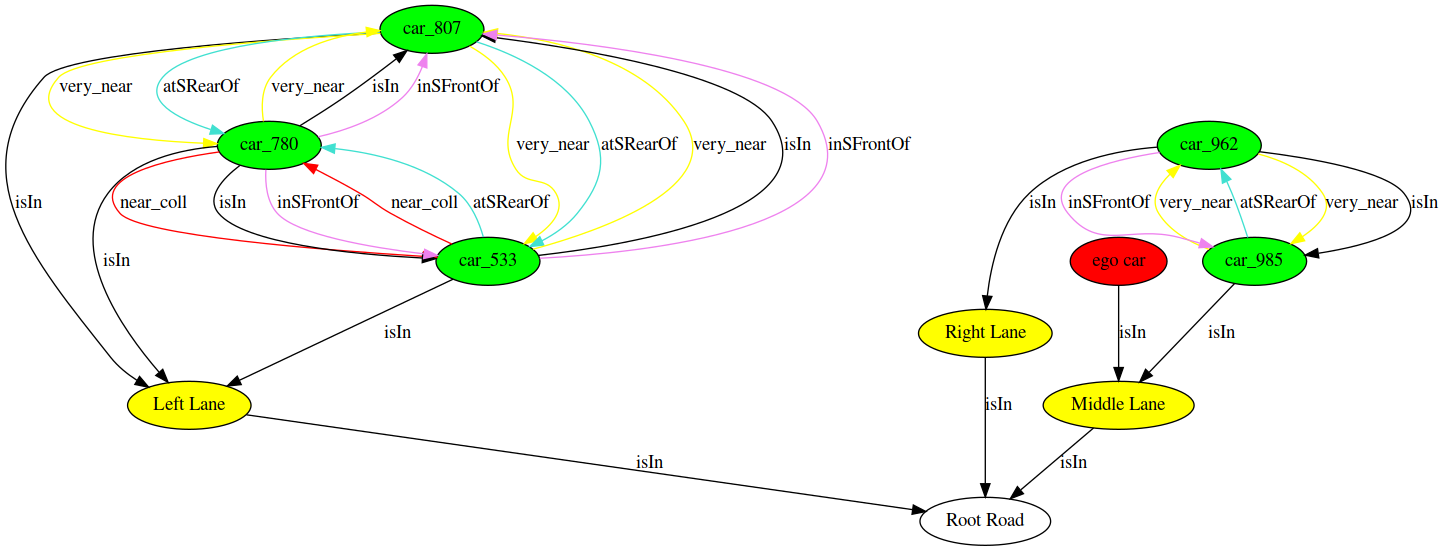 car_807
very_near
atSRearOf
very_near
isIn
inSFrontOf
car_780
very_near
atSRearOf
very_near
isIn
inSFrontOf
car_962
isIn
near_coll
isIn
inSFrontOf
near_coll
atSRearOf
isIn
inSFrontOf
very_near
atSRearOf
very_near
isIn
isIn
car_533
ego car
car_985
isIn
Right Lane
isIn
isIn
Left Lane
isIn
Middle Lane
isIn
isIn
Root Road